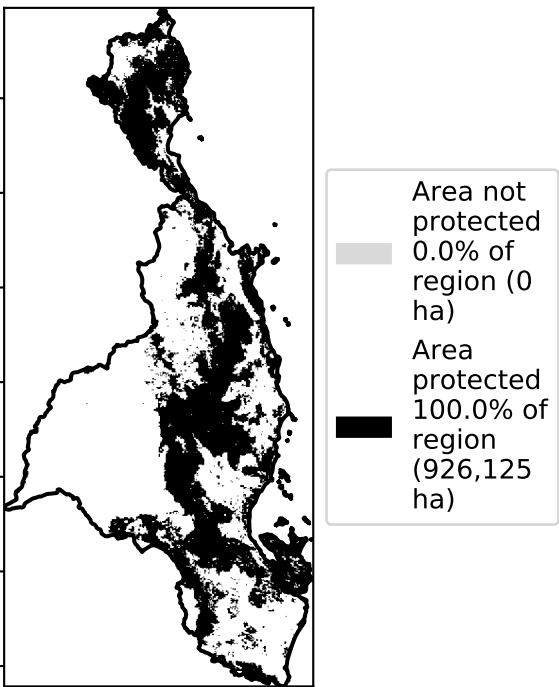 Area not
protected
0.0% of
region (0
ha)
Area
protected
100.0% of
region
(926,125
ha)